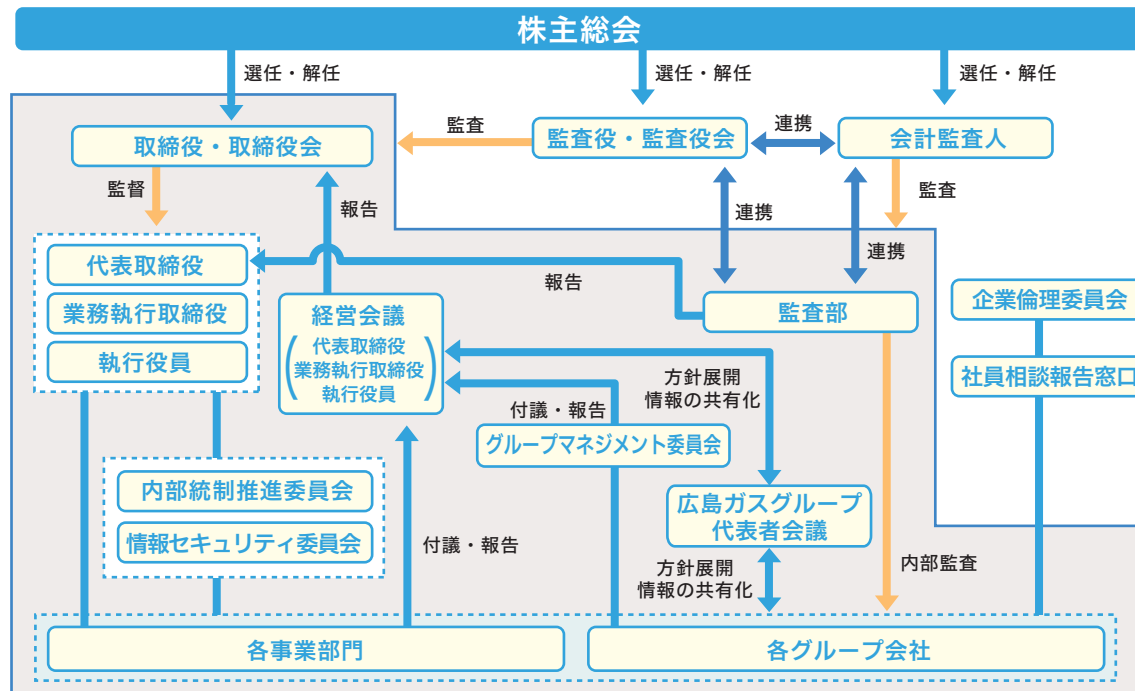 株主総会
選任・解任
選任・解任
選任・解任
取締役・取締役会
監査
監査役・監査役会
連携
会計監査人
監督
報告
連携
連携
監査
代表取締役
業務執行取締役
執行役員
報告
監査部
企業倫理委員会
社員相談報告窓口
経営会議
代表取締役
業務執行取締役
執行役員
方針展開
情報の共有化
付議・報告
グループマネジメント委員会
内部統制推進委員会
情報セキュリティ委員会
付議・報告
広島ガスグループ
代表者会議
方針展開
情報の共有化
内部監査
各事業部門
各グループ会社